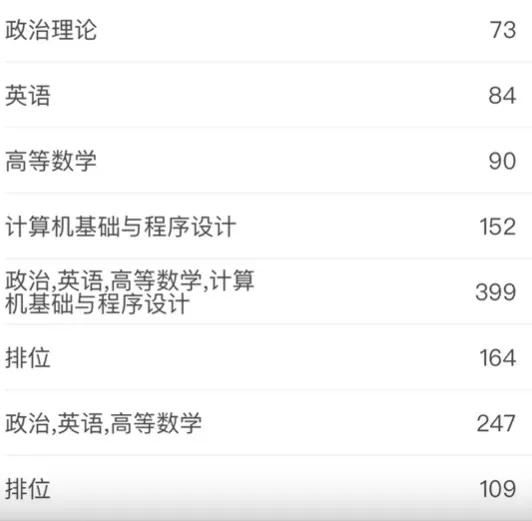 政治理论 73
英语 84
高等数学 90
计算机基础与程序设计 152
政治,英语,高等数学,计算
机基础与程序设计 399
排位 164
政治,英语,高等数学 247
排位 109